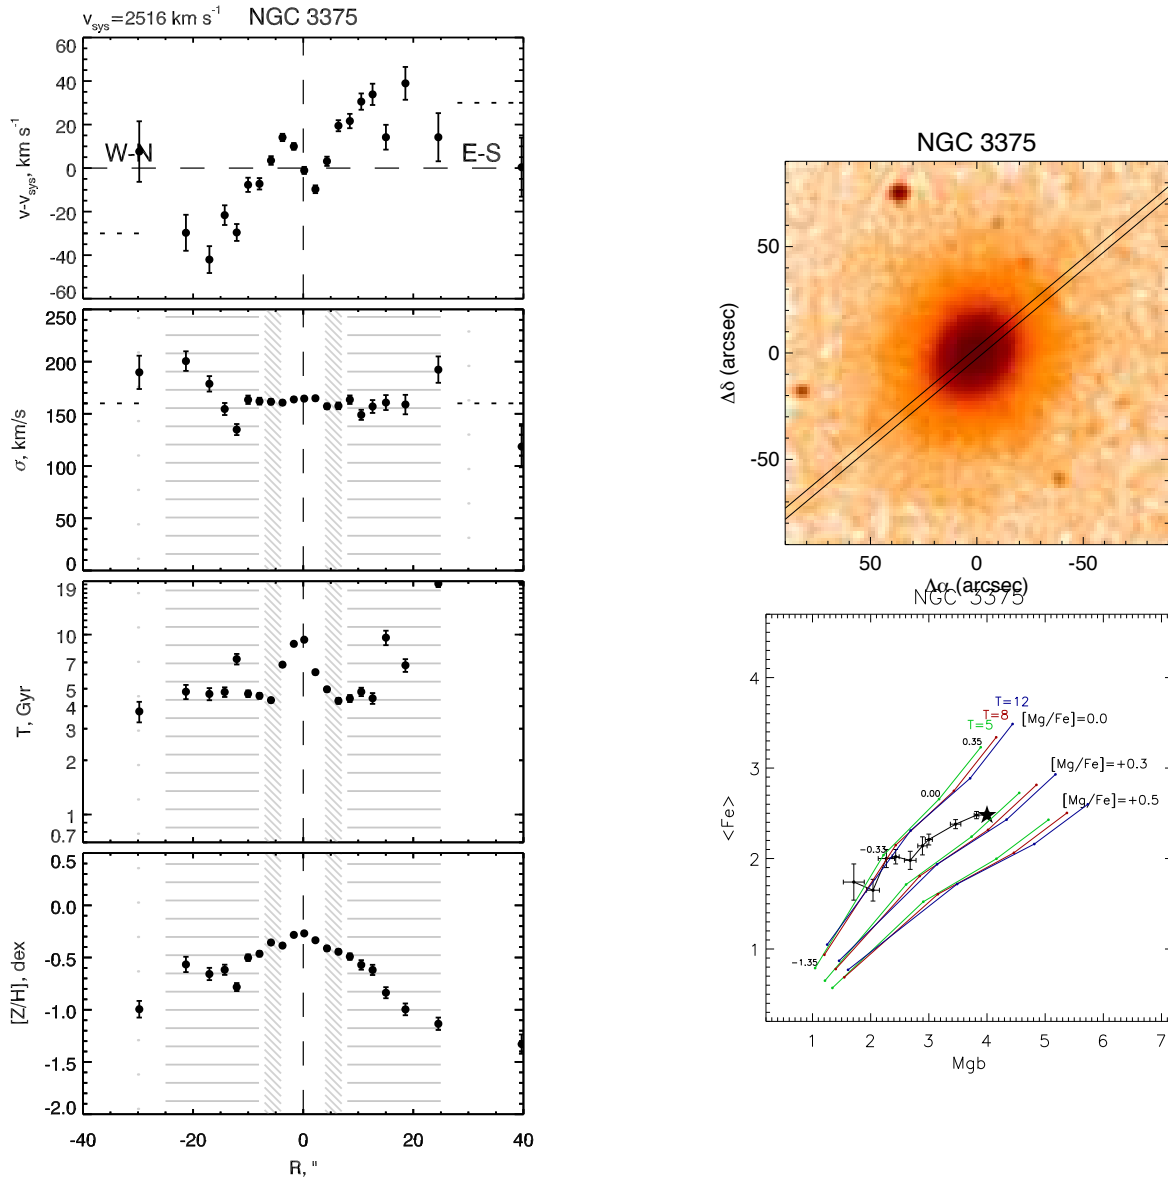 v_sys=2516 km s⁻¹ NGC 3375
60
40
20
0
-20
-40
-60
v-v_sys, km s⁻¹
W-N E-S
250
200
150
100
50
0
σ, km/s
19
10
7
5
4
3
2
1
0.7
T, Gyr
0.5
0.0
-0.5
-1.0
-1.5
-2.0
[Z/H], dex
-40 -20 0 20 40
R, "
NGC 3375
50
0
-50
Δδ (arcsec)
50 0 -50
Δα (arcsec)
NGC 3375
4
3
2
1
<Fe>
T=12
T=8
T=5
[Mg/Fe]=0.0
0.35
[Mg/Fe]=+0.3
0.00
[Mg/Fe]=+0.5
-0.33
-1.35
1 2 3 4 5 6 7
Mgb